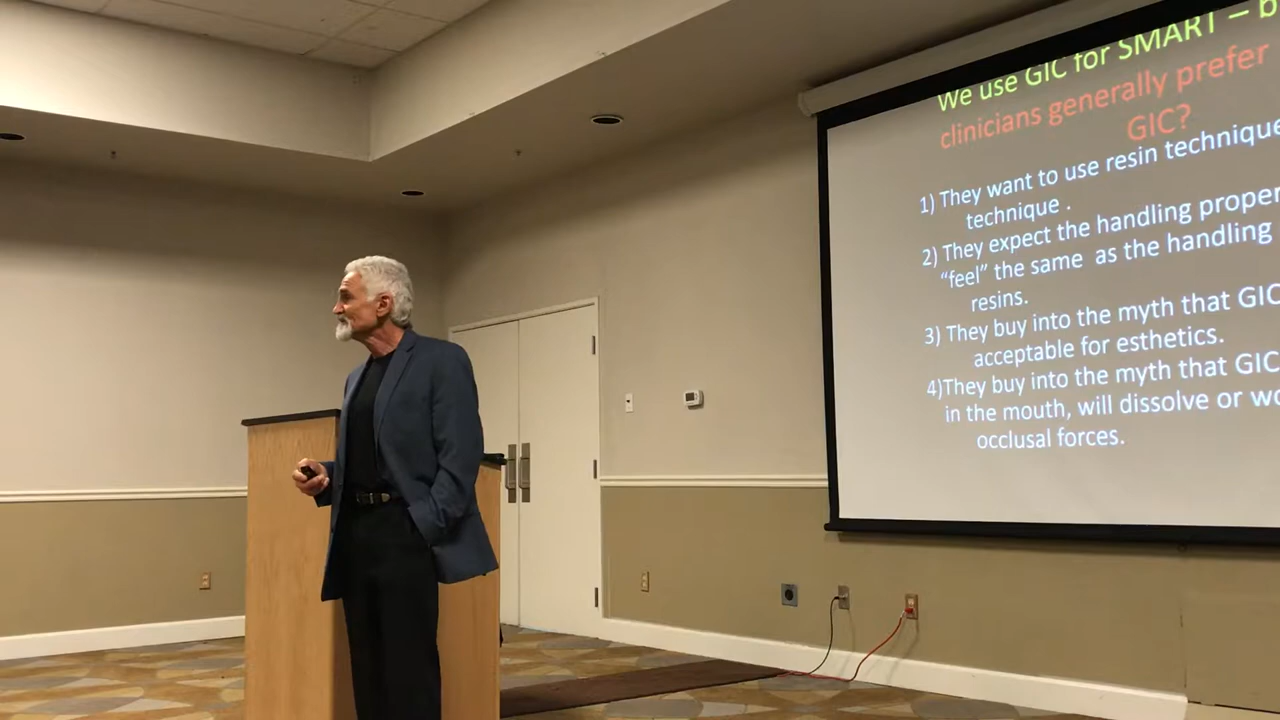 We use GIC for SMART – b
clinicians generally prefer
GIC?
1) They want to use resin technique
technique .
2) They expect the handling proper
“feel” the same as the handling
resins.
3) They buy into the myth that GIC
acceptable for esthetics.
4)They buy into the myth that GIC
in the mouth, will dissolve or wo
occlusal forces.